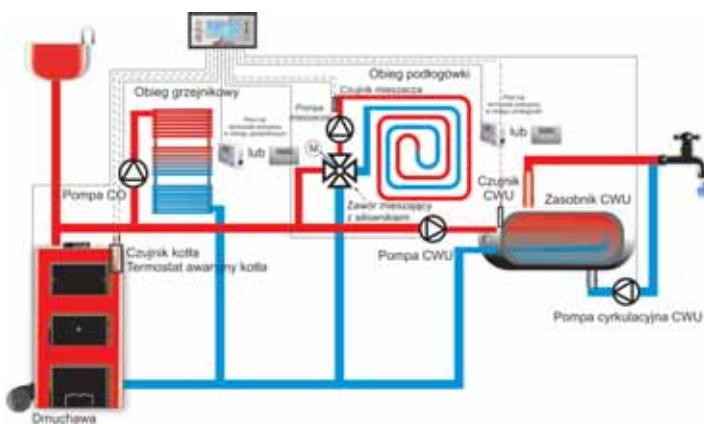 Obieg grzejnikowy
Obieg podłogówki
Czujnik mieszacza
Pompa
mieszacza
lub
lub
M
Pompa CO
Czujnik
CWU
Zasobnik CWU
Zawór mieszający
z siłownikiem
Czujnik kotła
Termostat awaryjny kotła
Pompa CWU
Pompa cyrkulacyjna CWU
Dmuchawa